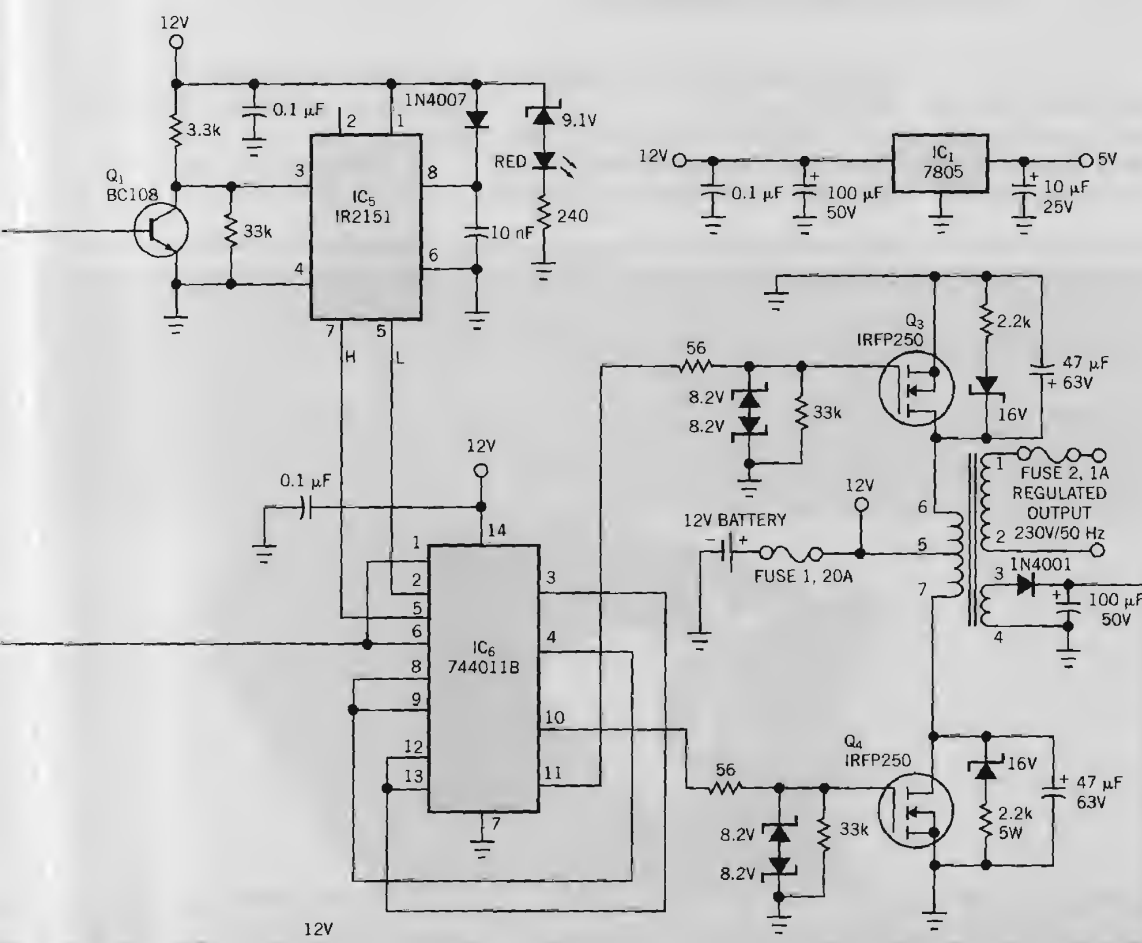 12V
0.1 µF
1N4007
2
1
9.1V
3.3k
RED
Q1
BC108
3
8
IC5
IR2151
33k
10 nF
240
4
6
7
5
H
L
12V
IC1
7805
5V
0.1 µF
100 µF
50V
10 µF
25V
Q3
IRFP250
2.2k
56
47 µF
+ 63V
8.2V
8.2V
33k
16V
12V
0.1 µF
14
12V
12V BATTERY
- +
FUSE 1, 20A
6
5
7
1
FUSE 2, 1A
REGULATED
OUTPUT
230V/50 Hz
2
1N4001
3
4
+
100 µF
50V
1
2
5
6
8
9
12
13
3
4
10
11
IC6
744011B
7
Q4
IRFP250
56
16V
+ 47 µF
63V
8.2V
8.2V
33k
2.2k
5W
12V